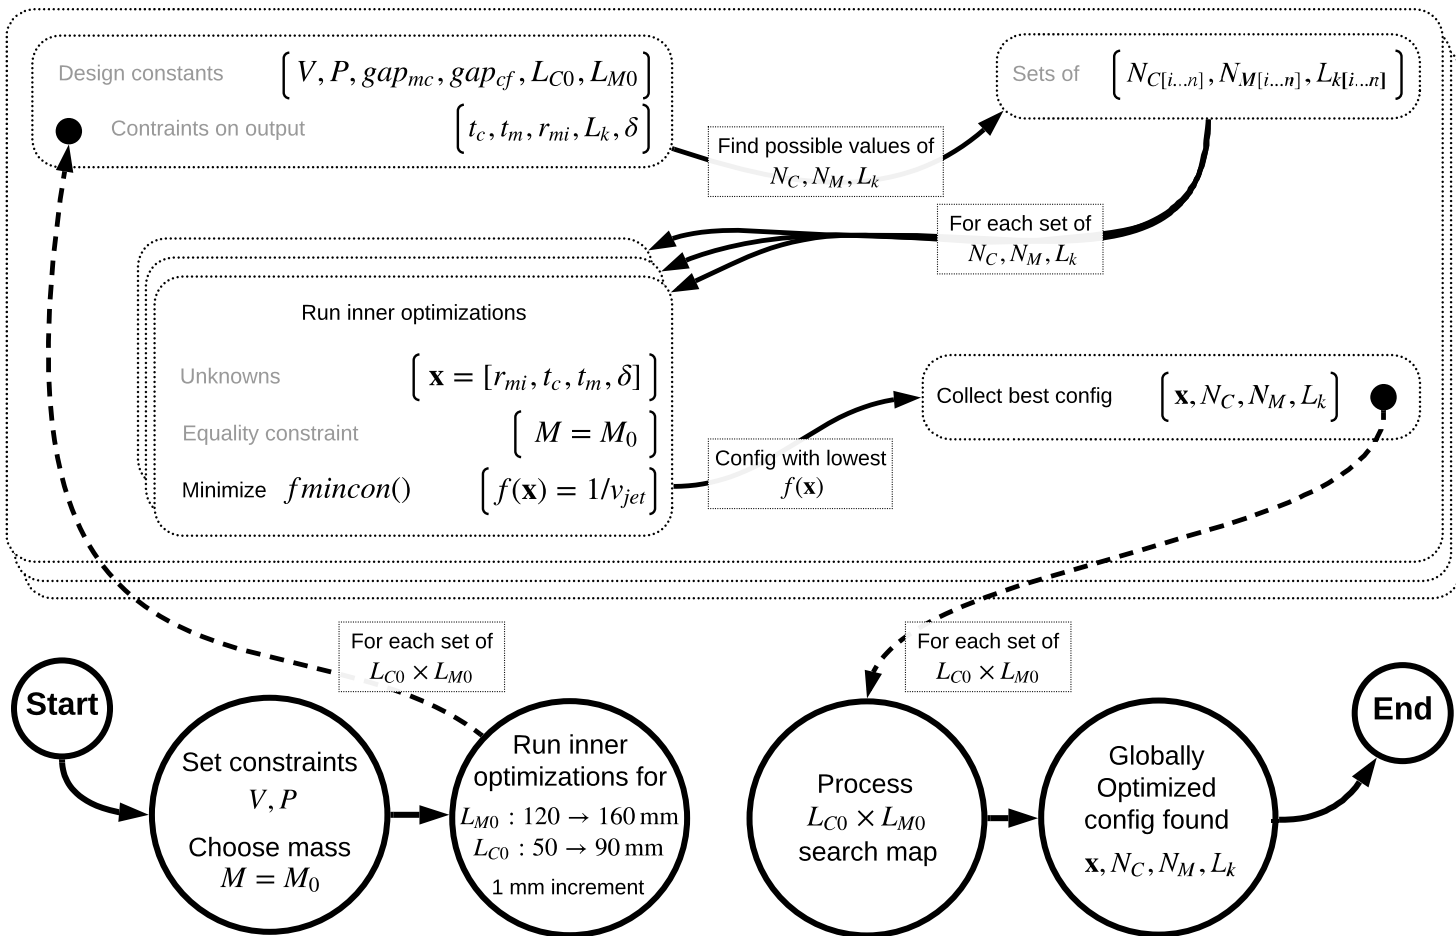 Design constants [V, P, gap_mc, gap_cf, L_C0, L_M0]
Contraints on output [t_c, t_m, r_mi, L_k, δ]
Find possible values of
N_C, N_M, L_k
Sets of [N_C[i...n], N_M[i...n], L_k[i...n]]
For each set of
N_C, N_M, L_k
Run inner optimizations
Unknowns [x = [r_mi, t_c, t_m, δ]]
Equality constraint [M = M_0]
Minimize fmincon() [f(x) = 1/v_jet]
Config with lowest
f(x)
Collect best config [x, N_C, N_M, L_k]
For each set of
L_C0 × L_M0
For each set of
L_C0 × L_M0
Start
Set constraints
V, P
Choose mass
M = M_0
Run inner
optimizations for
L_M0 : 120 → 160 mm
L_C0 : 50 → 90 mm
1 mm increment
Process
L_C0 × L_M0
search map
Globally
Optimized
config found
x, N_C, N_M, L_k
End